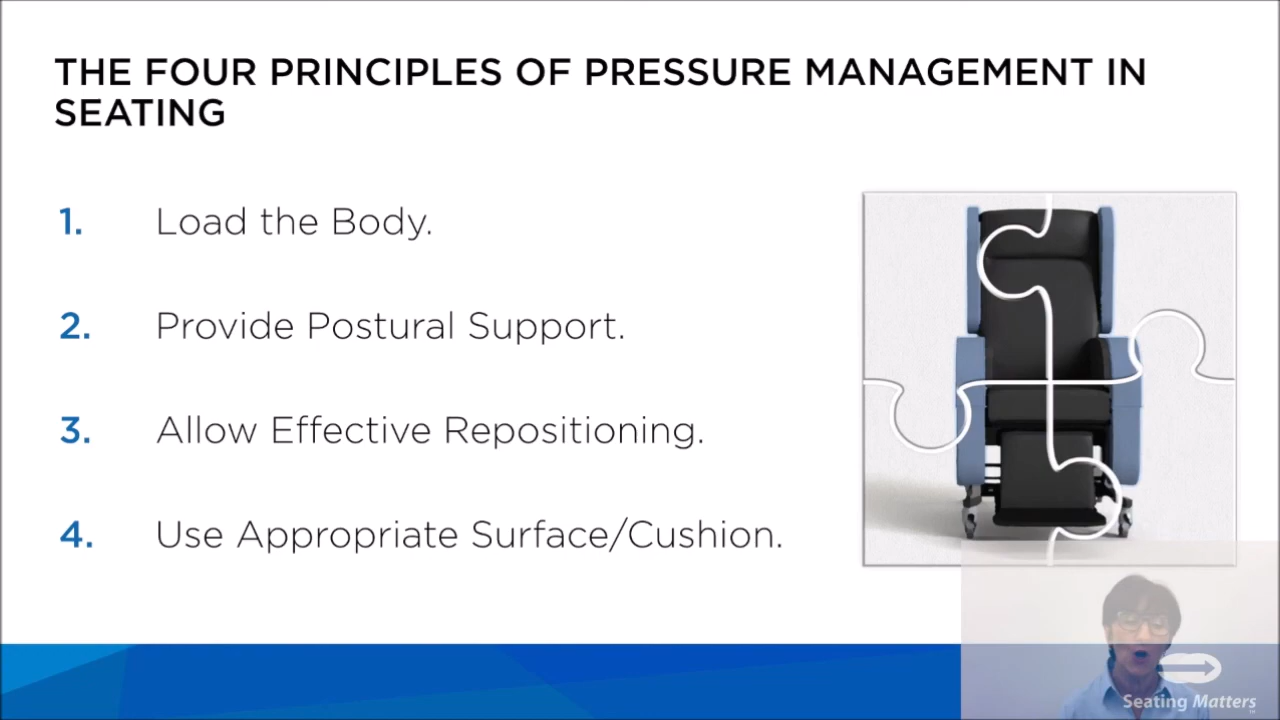 THE FOUR PRINCIPLES OF PRESSURE MANAGEMENT IN
SEATING
1. Load the Body.
2. Provide Postural Support.
3. Allow Effective Repositioning.
4. Use Appropriate Surface/Cushion.
Seating Matters
TM